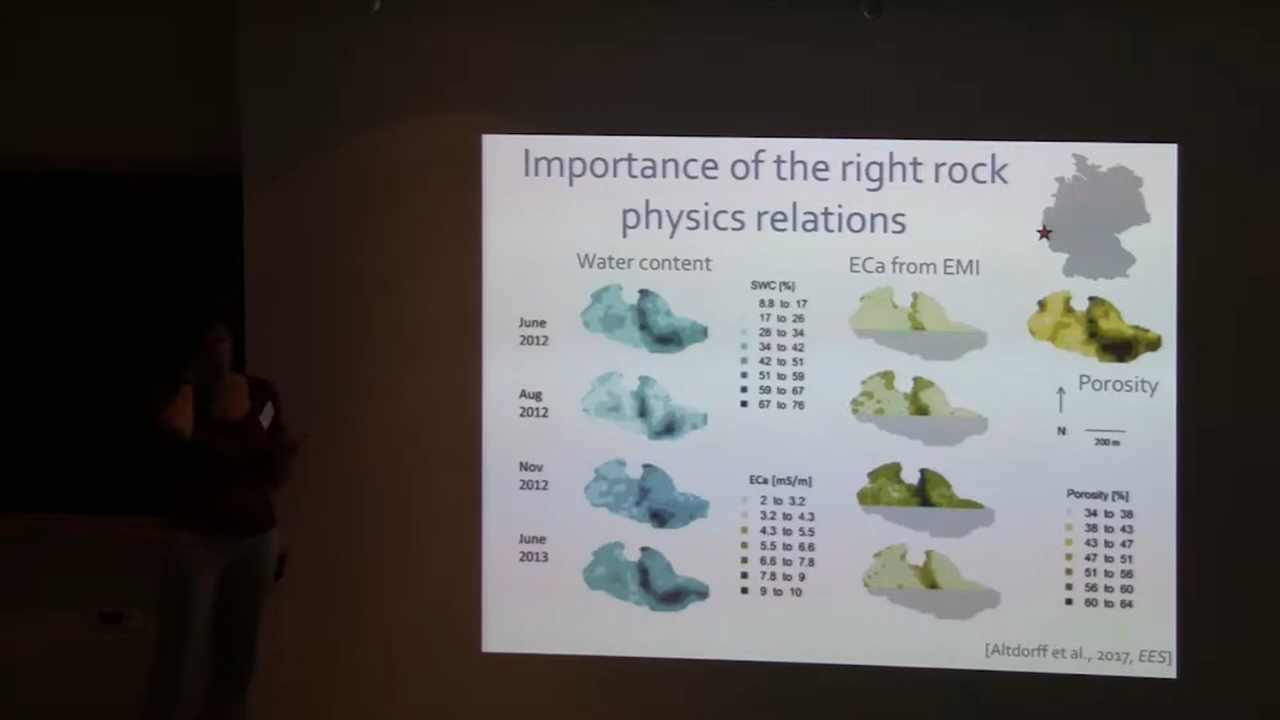 Importance of the right rock
physics relations
Water content
ECa from EMI
June
2012
Aug
2012
Nov
2012
June
2013
SWC [%]
8.8 to 17
17 to 26
26 to 34
34 to 42
42 to 51
51 to 59
59 to 67
67 to 76
ECa [mS/m]
2 to 3.2
3.2 to 4.3
4.3 to 5.5
5.5 to 6.6
6.6 to 7.8
7.8 to 9
9 to 10
Porosity
N
200 m
Porosity [%]
34 to 38
38 to 43
43 to 47
47 to 51
51 to 56
56 to 60
60 to 64
[Altdorff et al., 2017, EES]